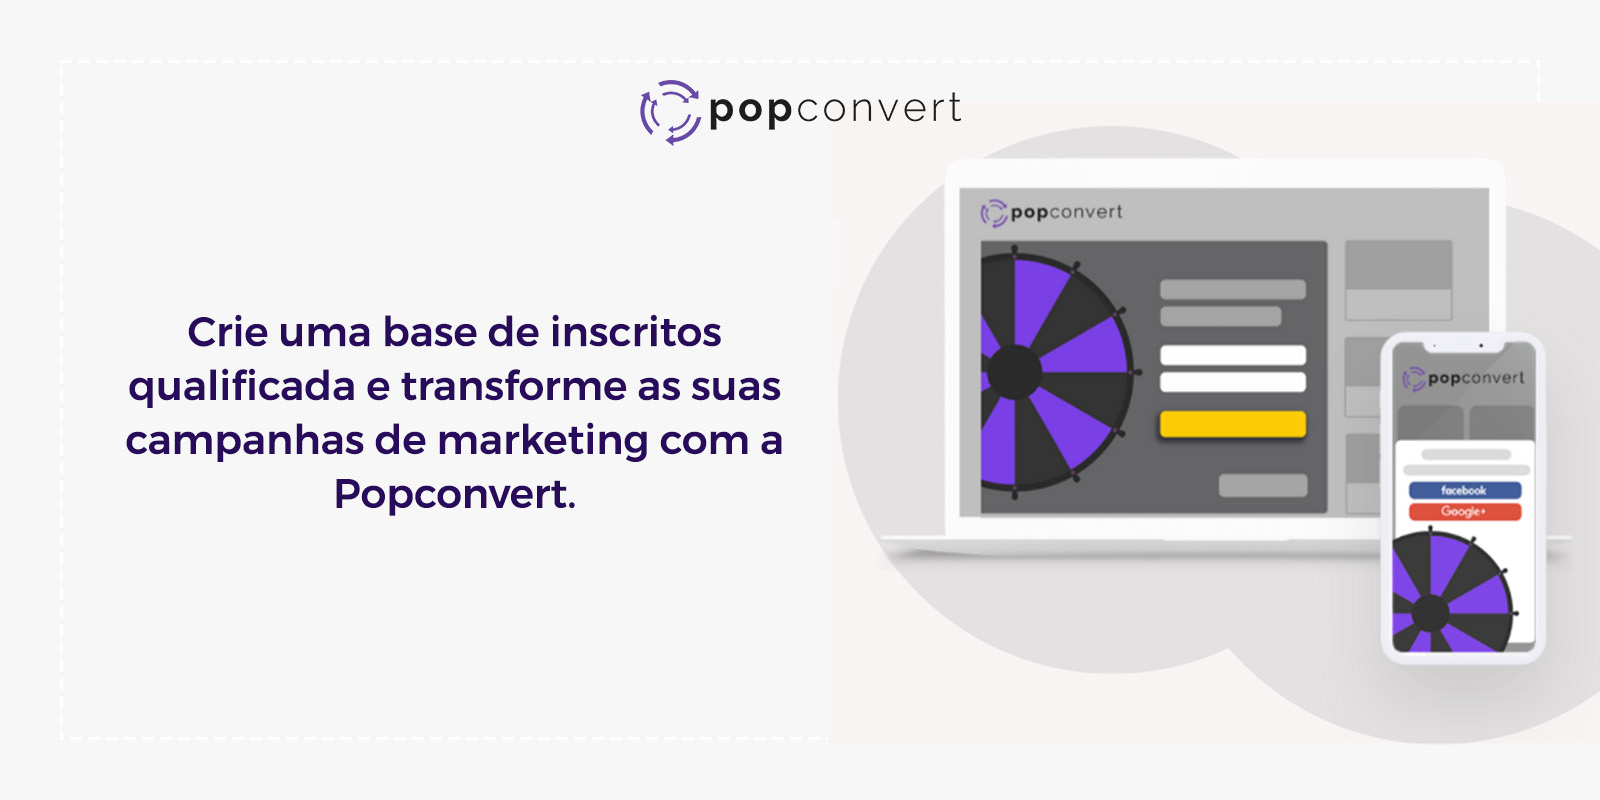 popconvert
Crie uma base de inscritos
qualificada e transforme as suas
campanhas de marketing com a
Popconvert.
popconvert
popconvert
facebook
Google+